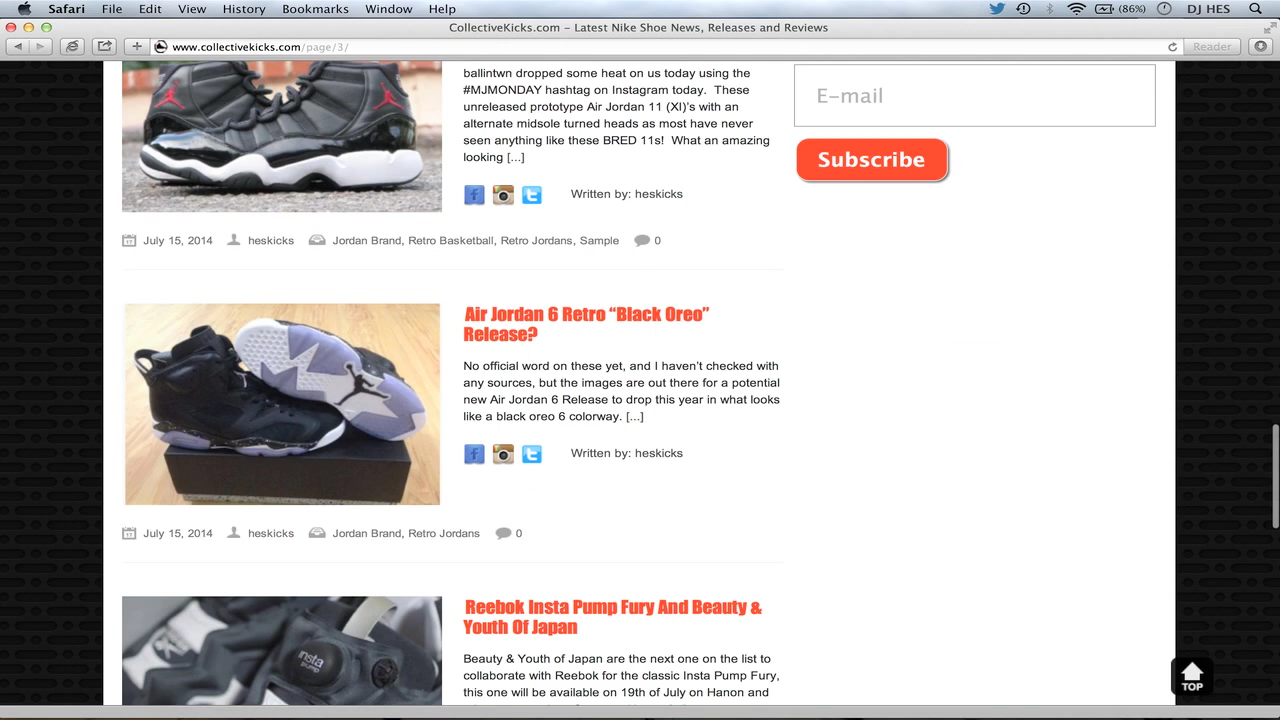 Safari File Edit View History Bookmarks Window Help (86%) DJ HES
CollectiveKicks.com – Latest Nike Shoe News, Releases and Reviews
www.collectivekicks.com/page/3/ Reader
ballintwn dropped some heat on us today using the
#MJMONDAY hashtag on Instagram today.  These
unreleased prototype Air Jordan 11 (XI)'s with an
alternate midsole turned heads as most have never
seen anything like these BRED 11s!  What an amazing
looking [...]
Written by: heskicks
July 15, 2014 heskicks Jordan Brand, Retro Basketball, Retro Jordans, Sample 0
E-mail
Subscribe
Air Jordan 6 Retro “Black Oreo”
Release?
No official word on these yet, and I haven’t checked with
any sources, but the images are out there for a potential
new Air Jordan 6 Release to drop this year in what looks
like a black oreo 6 colorway. [...]
Written by: heskicks
July 15, 2014 heskicks Jordan Brand, Retro Jordans 0
Reebok Insta Pump Fury And Beauty &
Youth Of Japan
Beauty & Youth of Japan are the next one on the list to
collaborate with Reebok for the classic Insta Pump Fury,
this one will be available on 19th of July on Hanon and
insta
pump
TOP